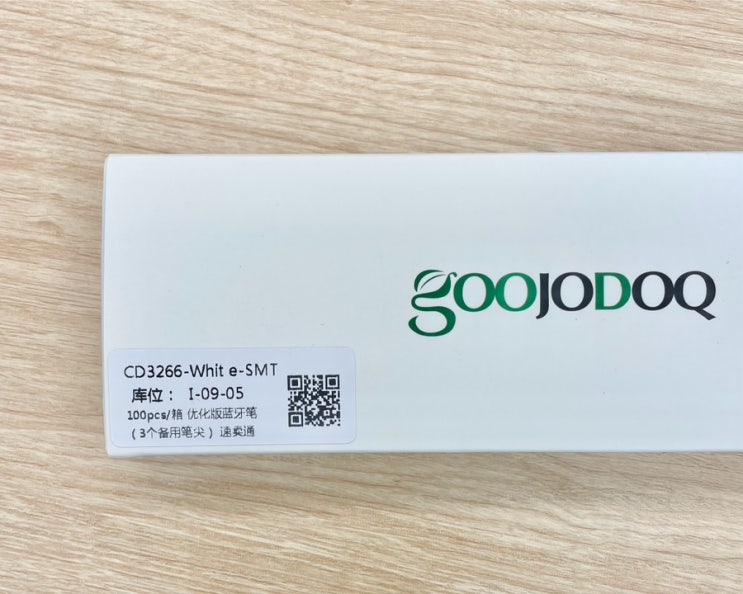 goojodoq
CD3266-Whit e-SMT
库位： I-09-05
100pcs/箱 优化版蓝牙笔
（3个备用笔尖）速卖通